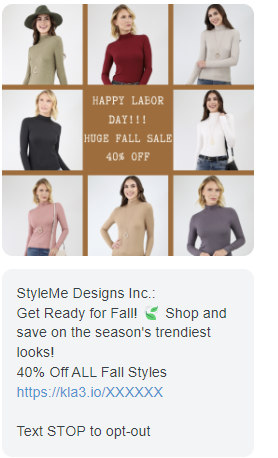 HAPPY LABOR
DAY!!!
HUGE FALL SALE
40% OFF
StyleMe Designs Inc.:
Get Ready for Fall! 🍃 Shop and
save on the season's trendiest
looks!
40% Off ALL Fall Styles
https://kla3.io/XXXXXX
Text STOP to opt-out